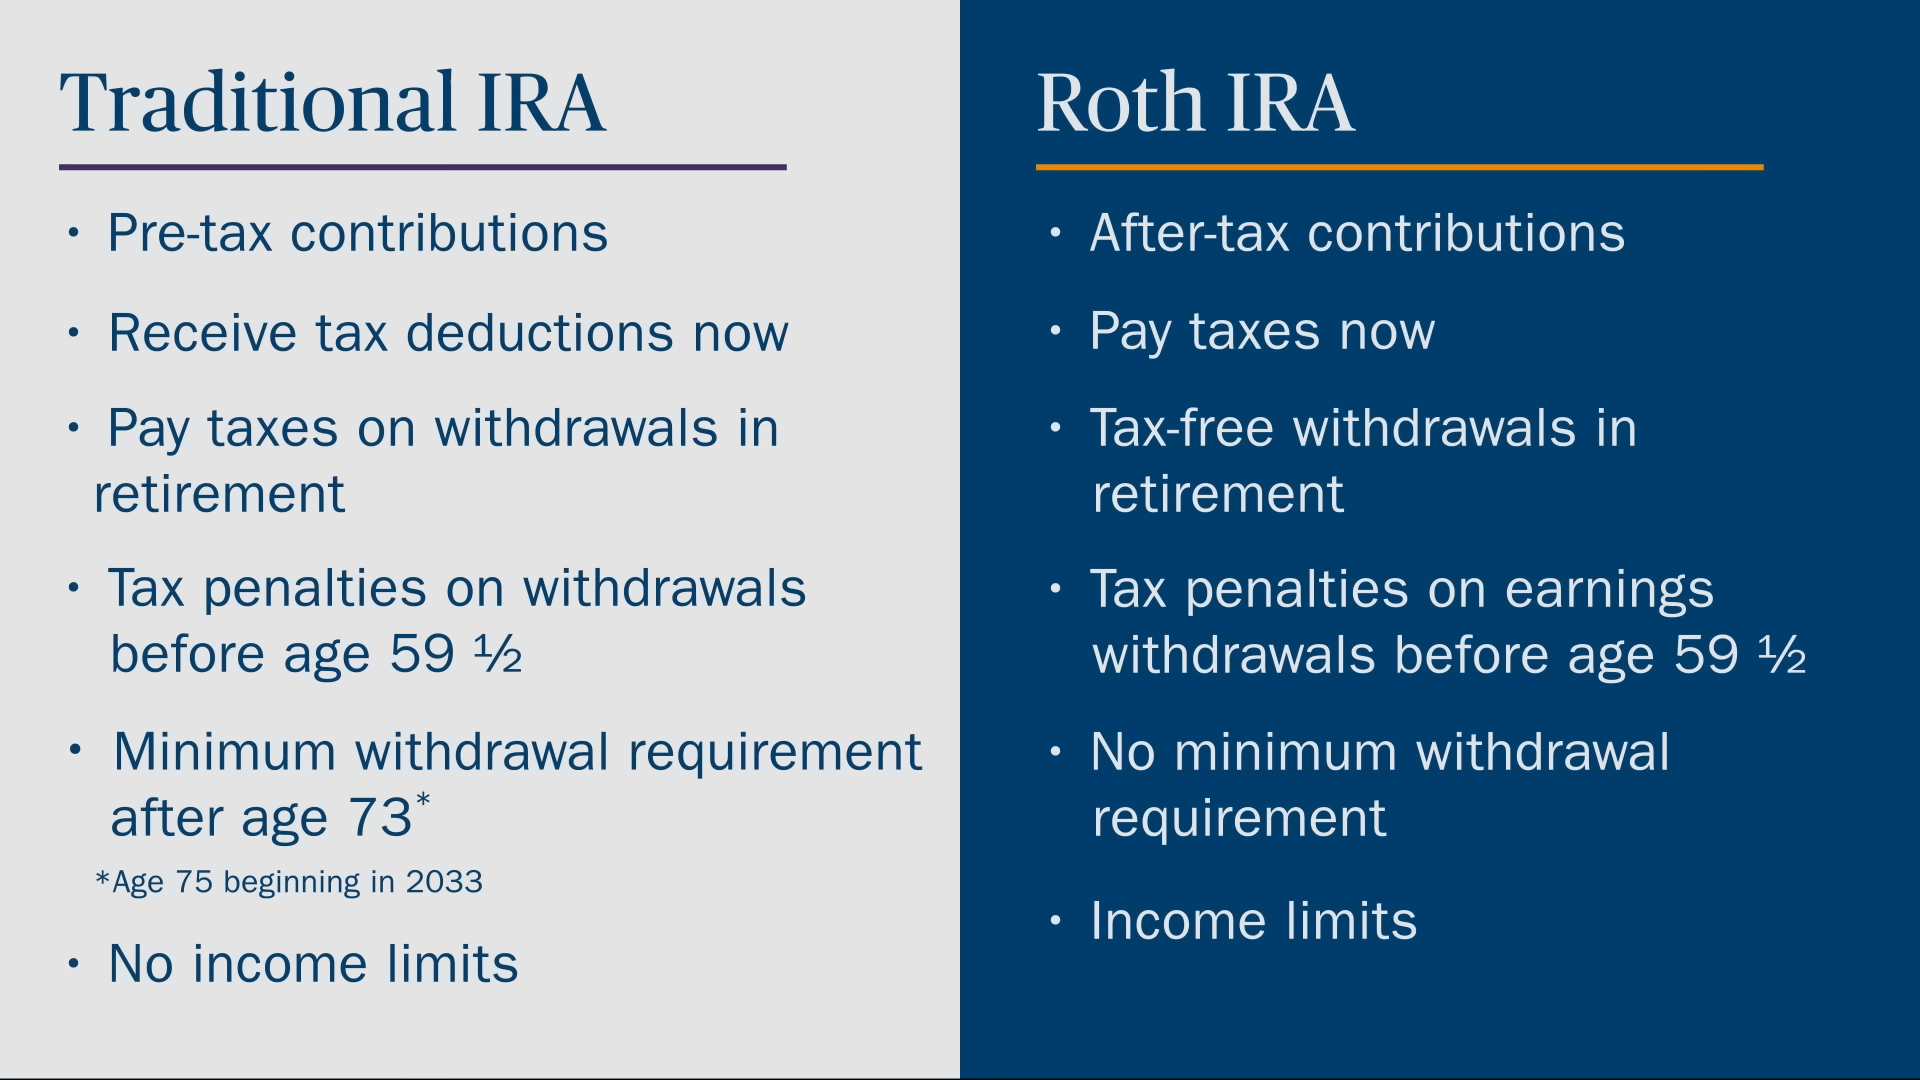 Traditional IRA
• Pre-tax contributions
• Receive tax deductions now
• Pay taxes on withdrawals in
retirement
• Tax penalties on withdrawals
before age 59 ½
• Minimum withdrawal requirement
after age 73*
*Age 75 beginning in 2033
• No income limits
Roth IRA
• After-tax contributions
• Pay taxes now
• Tax-free withdrawals in
retirement
• Tax penalties on earnings
withdrawals before age 59 ½
• No minimum withdrawal
requirement
• Income limits